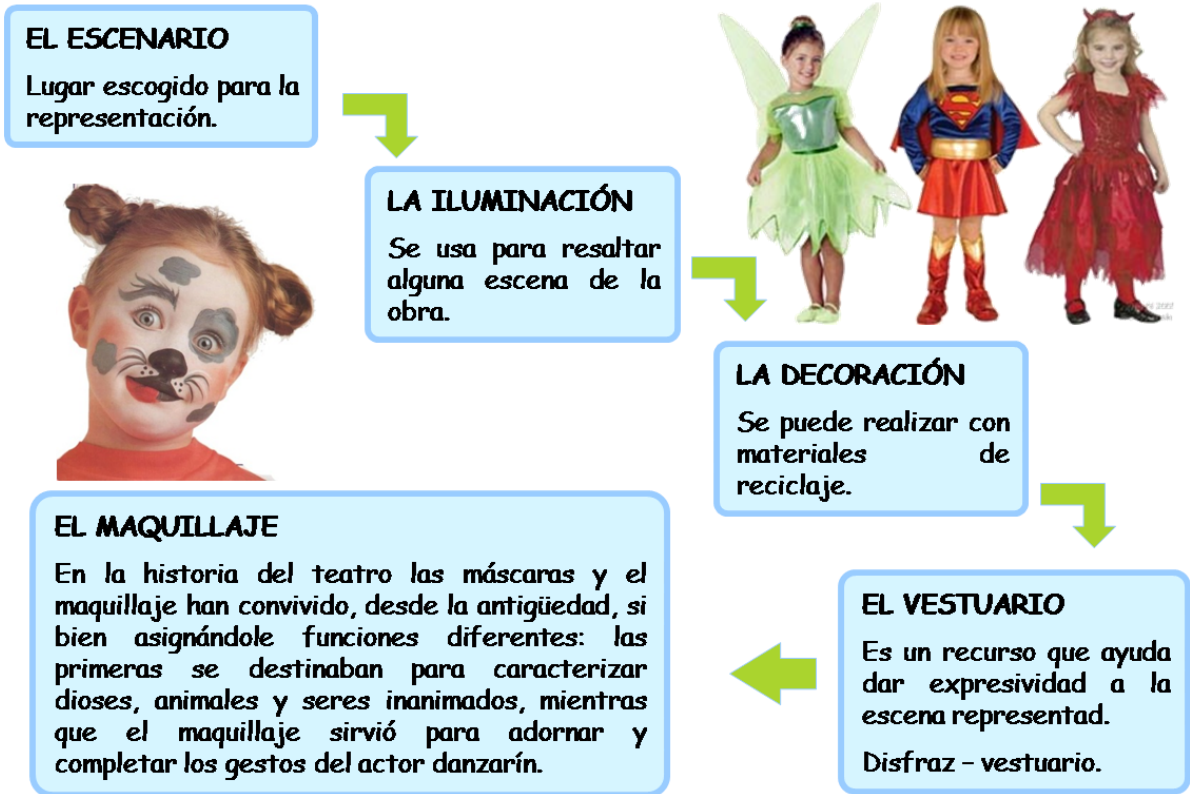 EL ESCENARIO
Lugar escogido para la
representación.
LA ILUMINACIÓN
Se usa para resaltar
alguna escena de la
obra.
LA DECORACIÓN
Se puede realizar con
materiales de
reciclaje.
EL VESTUARIO
Es un recurso que ayuda
dar expresividad a la
escena representad.
Disfraz – vestuario.
EL MAQUILLAJE
En la historia del teatro las máscaras y el
maquillaje han convivido, desde la antigüedad, si
bien asignándole funciones diferentes: las
primeras se destinaban para caracterizar
dioses, animales y seres inanimados, mientras
que el maquillaje sirvió para adornar y
completar los gestos del actor danzarín.